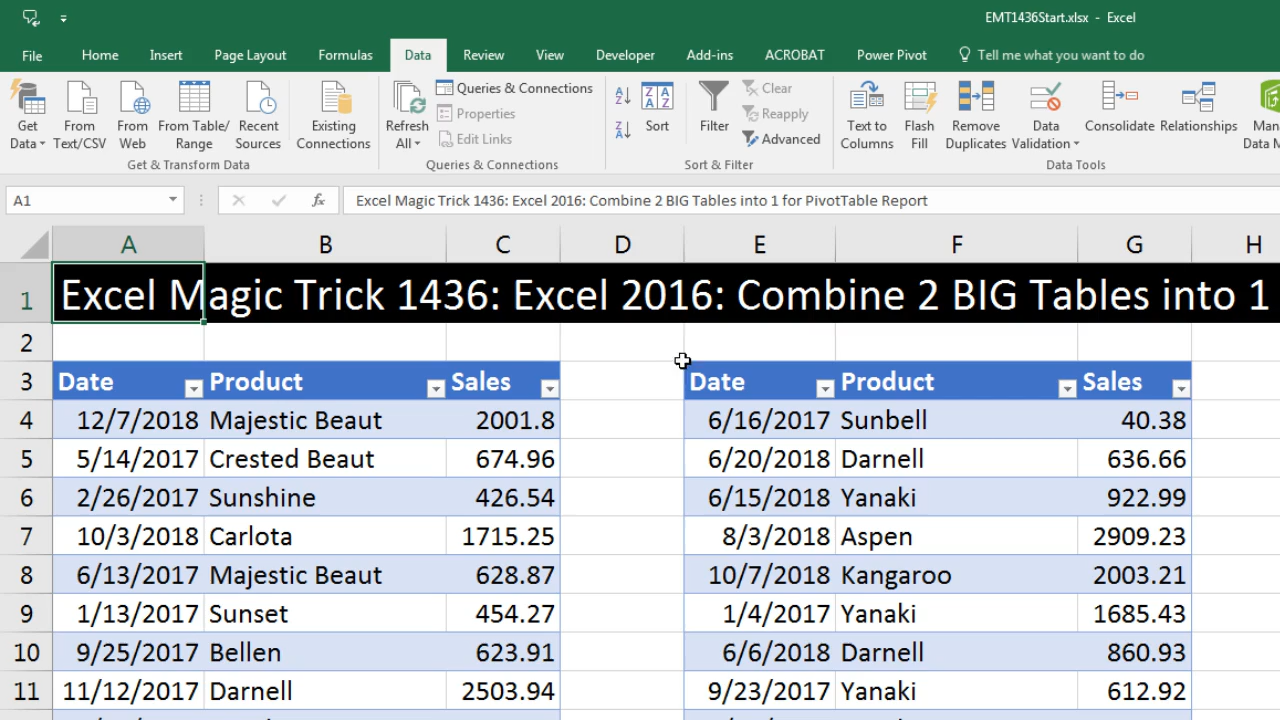 EMT1436Start.xlsx - Excel
File Home Insert Page Layout Formulas Data Review View Developer Add-ins ACROBAT Power Pivot Tell me what you want to do
Get Data
From Text/CSV
From Web
From Table/ Range
Recent Sources
Existing Connections
Refresh All
Queries & Connections
Properties
Edit Links
Sort
Filter
Clear
Reapply
Advanced
Text to Columns
Flash Fill
Remove Duplicates
Data Validation
Consolidate
Relationships
Get & Transform Data Queries & Connections Sort & Filter Data Tools
A1 fx Excel Magic Trick 1436: Excel 2016: Combine 2 BIG Tables into 1 for PivotTable Report
A B C D E F G H
1 Excel Magic Trick 1436: Excel 2016: Combine 2 BIG Tables into 1
2
3 Date Product Sales Date Product Sales
4 12/7/2018 Majestic Beaut 2001.8 6/16/2017 Sunbell 40.38
5 5/14/2017 Crested Beaut 674.96 6/20/2018 Darnell 636.66
6 2/26/2017 Sunshine 426.54 6/15/2018 Yanaki 922.99
7 10/3/2018 Carlota 1715.25 8/3/2018 Aspen 2909.23
8 6/13/2017 Majestic Beaut 628.87 10/7/2018 Kangaroo 2003.21
9 1/13/2017 Sunset 454.27 1/4/2017 Yanaki 1685.43
10 9/25/2017 Bellen 623.91 6/6/2018 Darnell 860.93
11 11/12/2017 Darnell 2503.94 9/23/2017 Yanaki 612.92